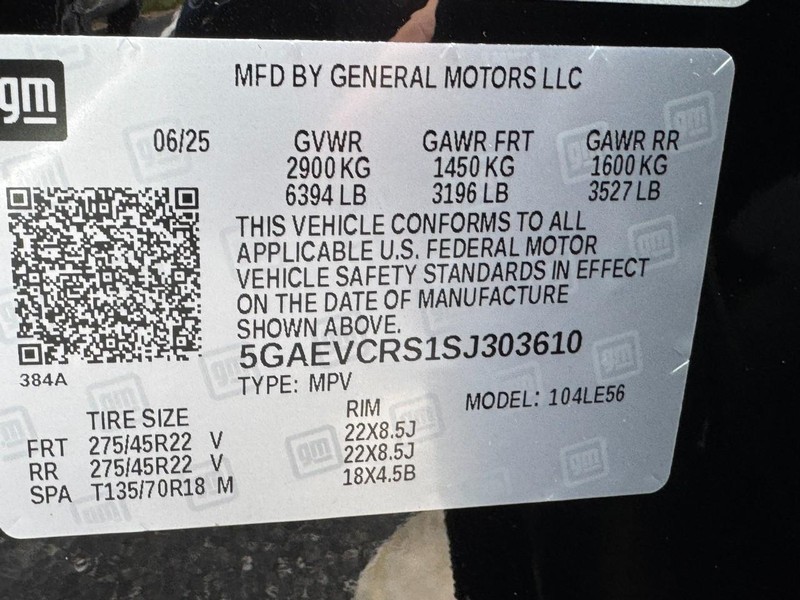 gm
MFD BY GENERAL MOTORS LLC
06/25 GVWR GAWR FRT GAWR RR
2900 KG 1450 KG 1600 KG
6394 LB 3196 LB 3527 LB
THIS VEHICLE CONFORMS TO ALL
APPLICABLE U.S. FEDERAL MOTOR
VEHICLE SAFETY STANDARDS IN EFFECT
ON THE DATE OF MANUFACTURE
SHOWN ABOVE.
5GAEVCRS1SJ303610
384A
TYPE: MPV MODEL: 104LE56
TIRE SIZE RIM
FRT 275/45R22 V 22X8.5J
RR 275/45R22 V 22X8.5J
SPA T135/70R18 M 18X4.5B